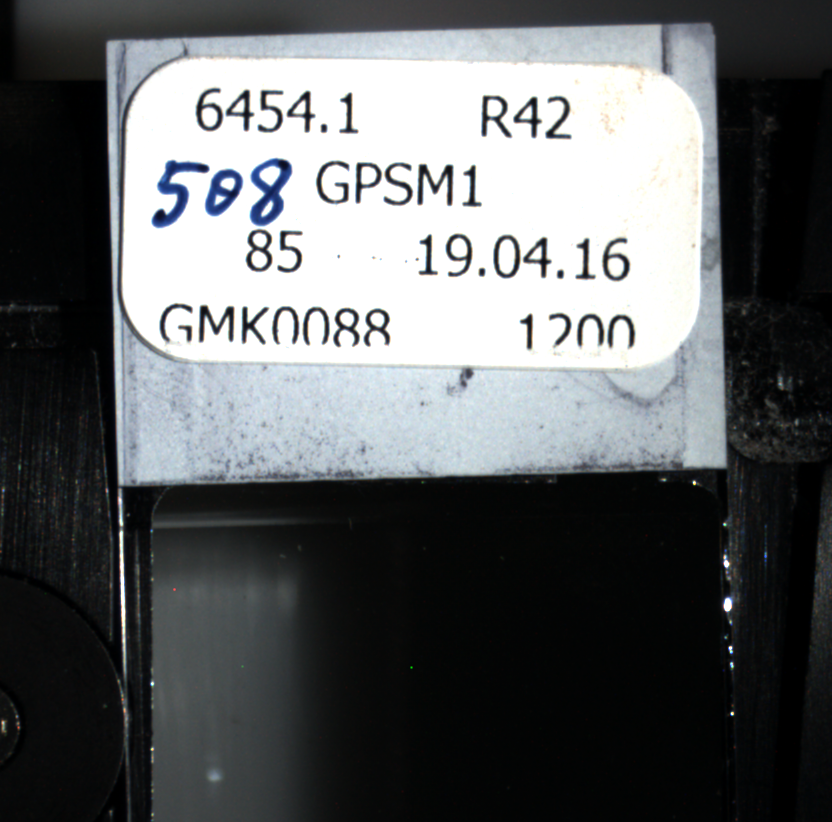 6454.1 R42
508 GPSM1
85 19.04.16
GMK0088 1200